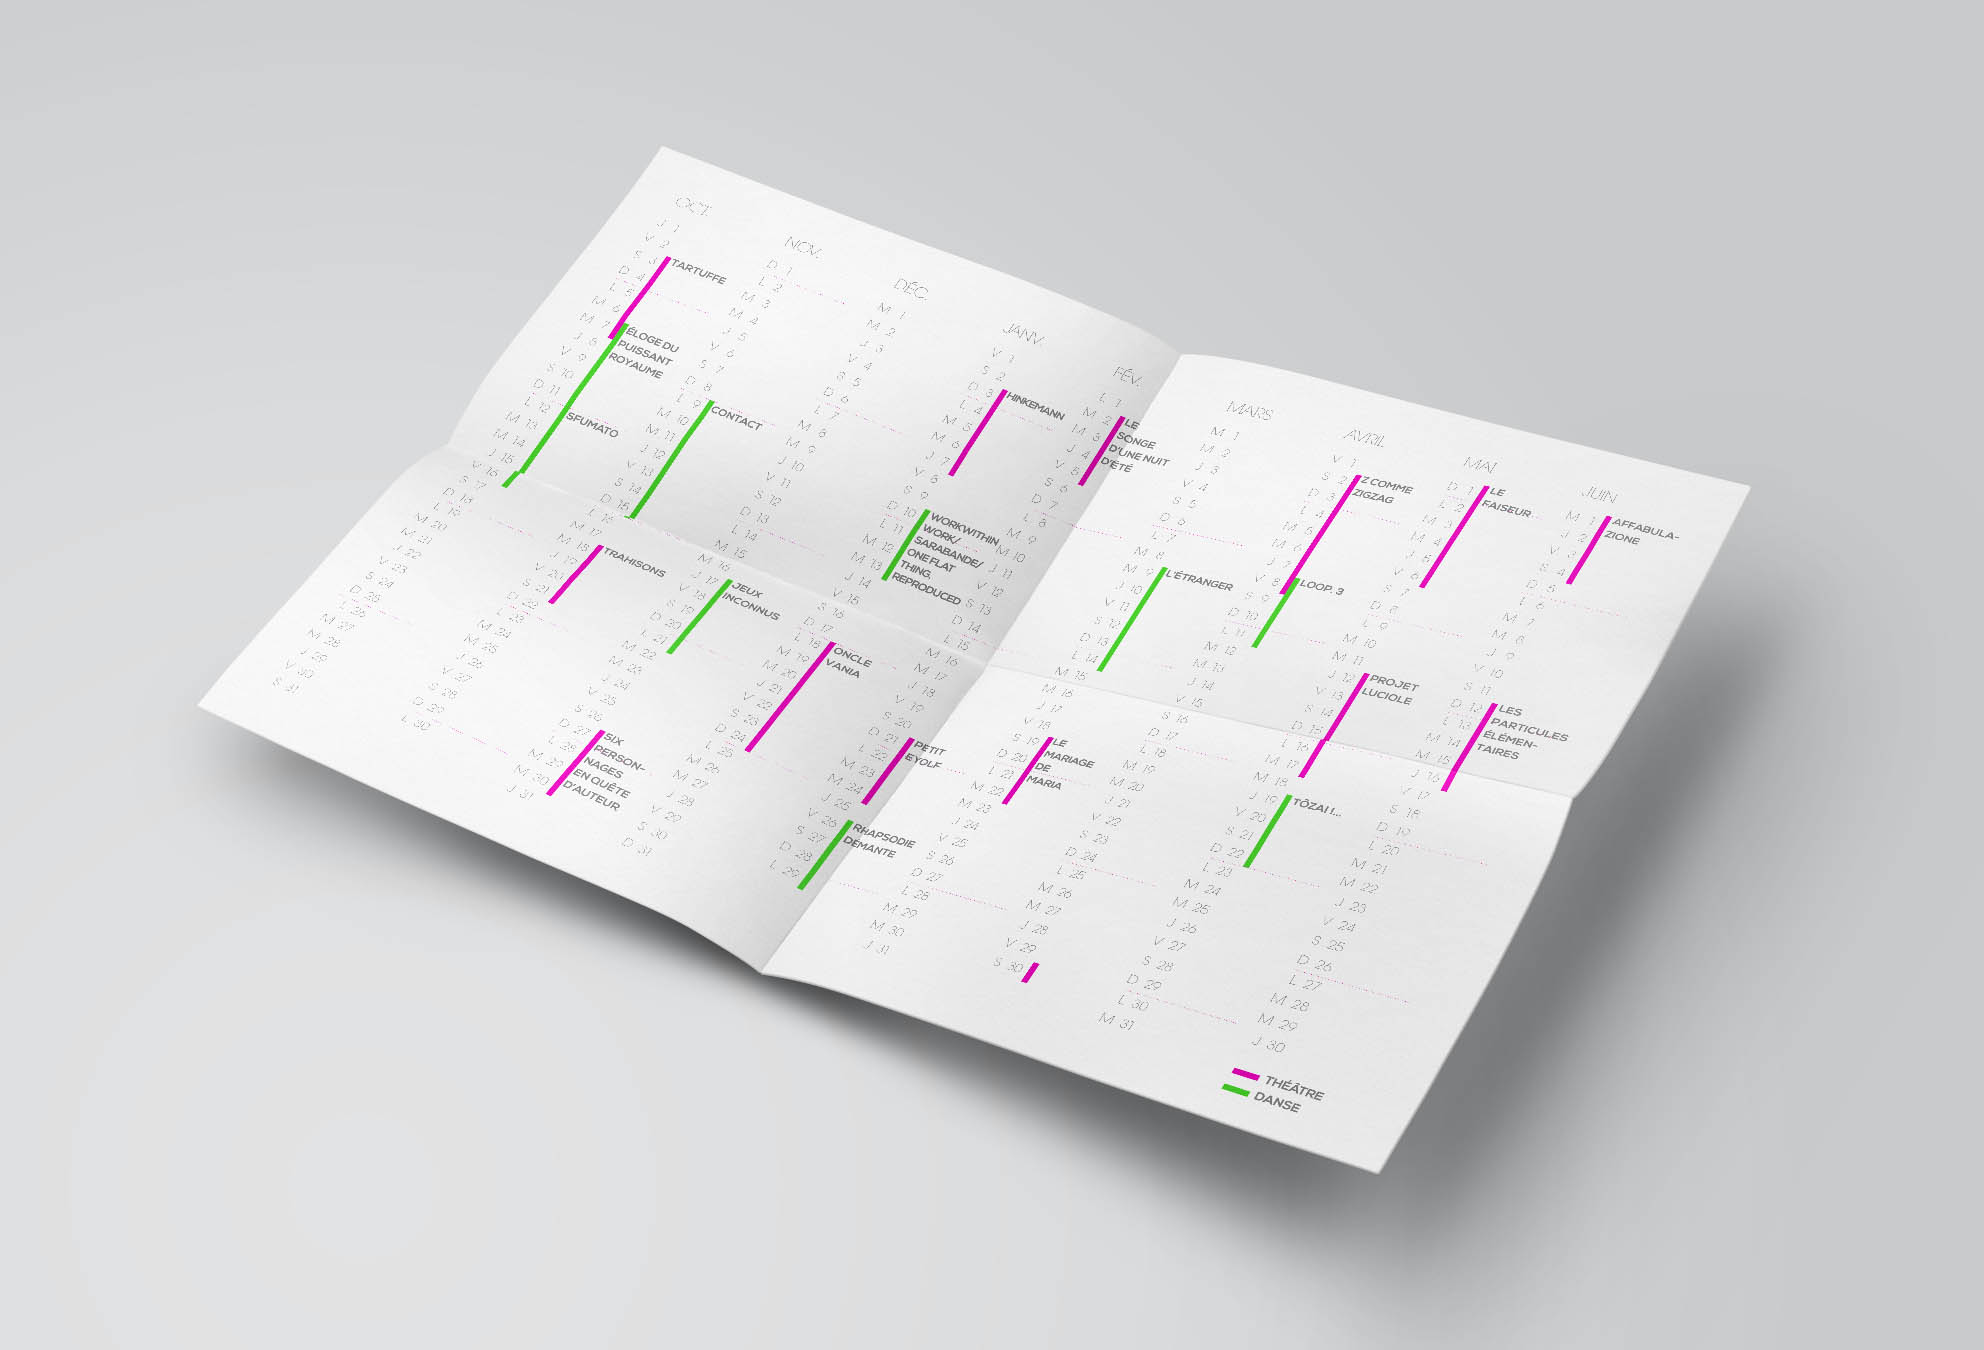 OCT.
J 1
V 2
S 3
TARTUFFE
D 4
L 5
M 6
M 7
ÉLOGE DU
PUISSANT
ROYAUME
J 8
V 9
S 10
D 11
L 12
SFUMATO
M 13
M 14
J 15
V 16
S 17
D 18
L 19
M 20
M 21
J 22
V 23
S 24
D 25
L 26
M 27
M 28
J 29
V 30
S 31
NOV.
D 1
L 2
M 3
M 4
J 5
V 6
S 7
D 8
L 9
CONTACT
M 10
M 11
J 12
V 13
S 14
D 15
L 16
M 17
M 18
TRAHISONS
J 19
V 20
S 21
D 22
L 23
M 24
M 25
J 26
V 27
S 28
D 29
L 30
DÉC.
M 1
M 2
J 3
V 4
S 5
D 6
L 7
M 8
M 9
J 10
V 11
S 12
D 13
L 14
M 15
M 16
J 17
JEUX
INCONNUS
V 18
S 19
D 20
L 21
M 22
M 23
J 24
V 25
S 26
D 27
SIX
PERSON-
NAGES
EN QUÊTE
D'AUTEUR
L 28
M 29
M 30
J 31
JANV.
V 1
S 2
D 3
HINKEMANN
L 4
M 5
M 6
J 7
V 8
S 9
D 10
WORKWITHIN
WORK/
SARABANDE/
ONE FLAT
THING,
REPRODUCED
L 11
M 12
M 13
J 14
V 15
S 16
D 17
L 18
ONCLE
VANIA
M 19
M 20
J 21
V 22
S 23
D 24
L 25
M 26
M 27
J 28
V 29
S 30
D 31
FÉV.
L 1
M 2
LE
SONGE
D'UNE NUIT
D'ÉTÉ
M 3
J 4
V 5
S 6
D 7
L 8
M 9
M 10
J 11
V 12
S 13
D 14
L 15
M 16
M 17
J 18
V 19
S 20
D 21
PETIT
EYOLF
L 22
M 23
M 24
J 25
V 26
RHAPSODIE
DÉMANTE
S 27
D 28
L 29
MARS
M 1
M 2
J 3
V 4
S 5
D 6
L 7
M 8
M 9
L'ÉTRANGER
J 10
V 11
S 12
D 13
L 14
M 15
M 16
J 17
V 18
S 19
LE
MARIAGE
DE
MARIA
D 20
L 21
M 22
M 23
J 24
V 25
S 26
D 27
L 28
M 29
M 30
J 31
AVRIL
V 1
S 2
Z COMME
ZIGZAG
D 3
L 4
M 5
M 6
J 7
V 8
LOOP. 3
S 9
D 10
L 11
M 12
M 13
J 14
V 15
S 16
D 17
L 18
M 19
M 20
J 21
V 22
S 23
D 24
L 25
M 26
M 27
J 28
V 29
S 30
MAI
D 1
LE
FAISEUR
L 2
M 3
M 4
J 5
V 6
S 7
D 8
L 9
M 10
M 11
J 12
PROJET
LUCIOLE
V 13
S 14
D 15
L 16
M 17
M 18
J 19
TÔZAI !...
V 20
S 21
D 22
L 23
M 24
M 25
J 26
V 27
S 28
D 29
L 30
M 31
JUIN
M 1
AFFABULA-
ZIONE
J 2
V 3
S 4
D 5
L 6
M 7
M 8
J 9
V 10
S 11
D 12
LES
PARTICULES
ÉLÉMEN-
TAIRES
L 13
M 14
M 15
J 16
V 17
S 18
D 19
L 20
M 21
M 22
J 23
V 24
S 25
D 26
L 27
M 28
M 29
J 30
THÉÂTRE
DANSE